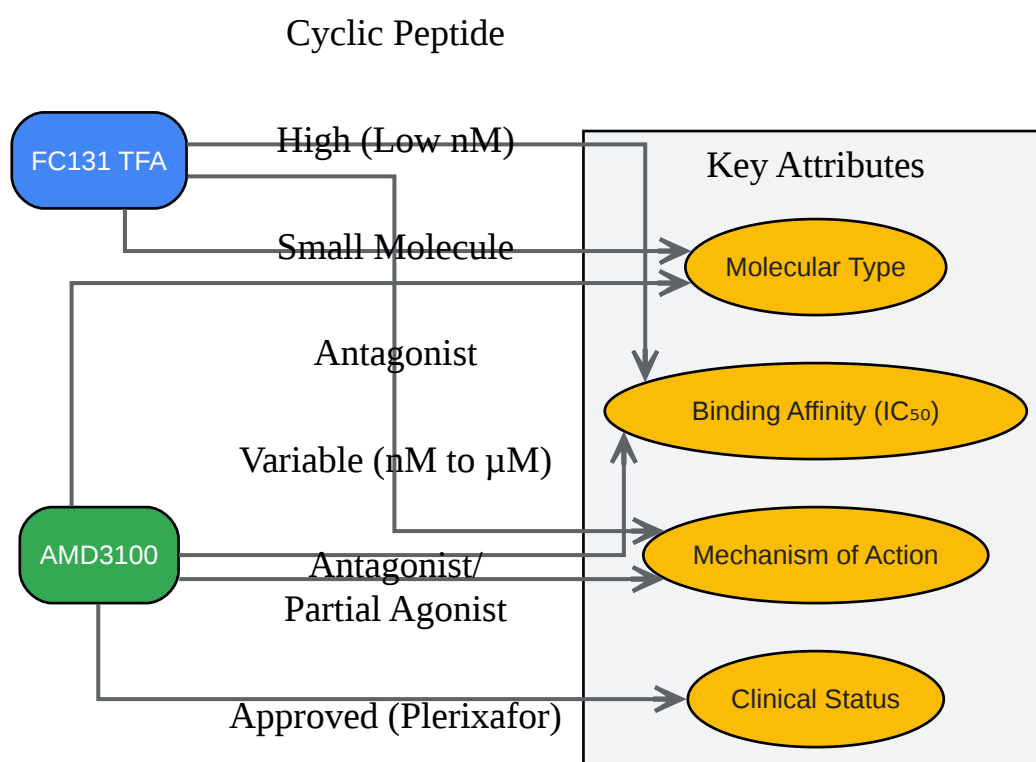 Cyclic Peptide
High (Low nM)
FC131 TFA
Key Attributes
Small Molecule
Molecular Type
Antagonist
Binding Affinity (IC₅₀)
Variable (nM to µM)
AMD3100
Mechanism of Action
Antagonist/
Partial Agonist
Clinical Status
Approved (Plerixafor)